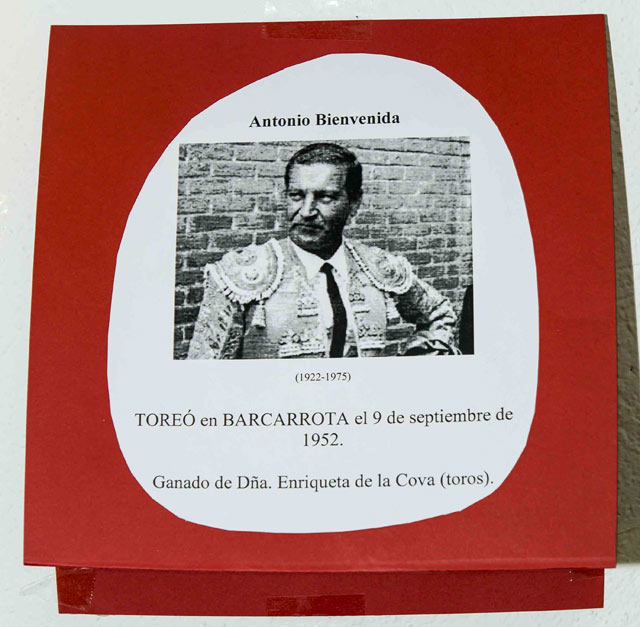 Antonio Bienvenida
(1922-1975)
TOREÓ en BARCARROTA el 9 de septiembre de
1952.
Ganado de Dña. Enriqueta de la Cova (toros).